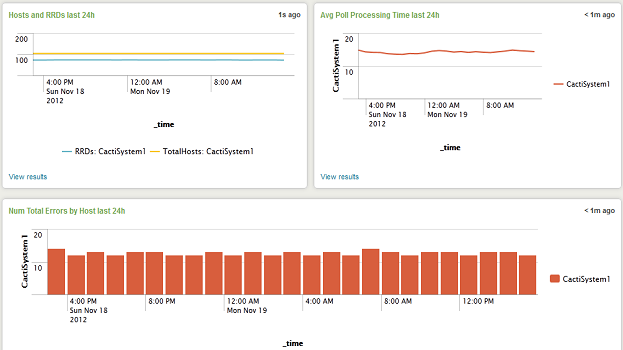 Hosts and RRDs last 24h
1s ago
200
100
4:00 PM
Sun Nov 18
2012
12:00 AM
Mon Nov 19
8:00 AM
_time
RRDs: CactiSystem1
TotalHosts: CactiSystem1
View results
Avg Poll Processing Time last 24h
< 1m ago
CactiSystem1
20
10
4:00 PM
Sun Nov 18
2012
12:00 AM
Mon Nov 19
8:00 AM
CactiSystem1
_time
View results
Num Total Errors by Host last 24h
< 1m ago
CactiSystem1
20
10
4:00 PM
Sun Nov 18
2012
8:00 PM
12:00 AM
Mon Nov 19
4:00 AM
8:00 AM
12:00 PM
CactiSystem1
_time